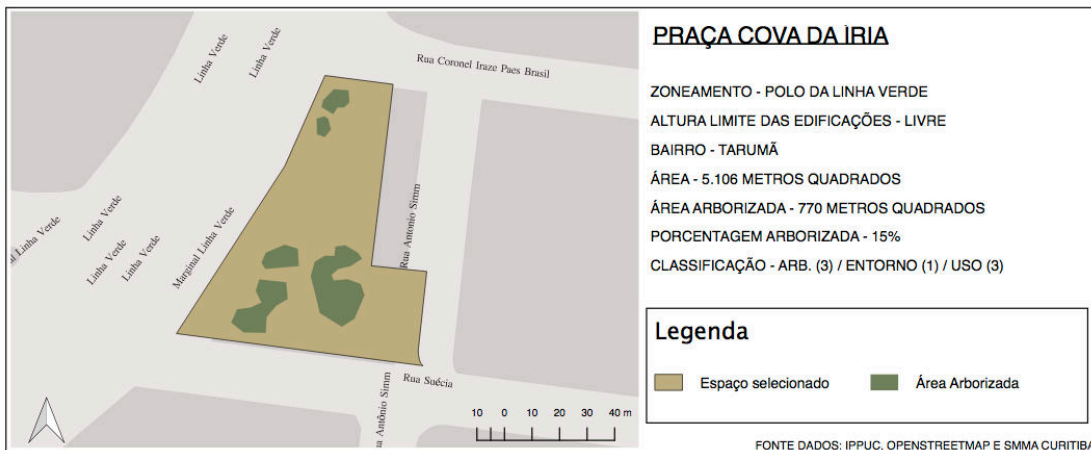 Linha Verde
Linha Verde
Rua Coronel Iraze Paes Brasil
Rua Antonio Simm
Linha Verde
Linha Verde
Linha Verde
Linha Verde
Marginal Linha Verde
Rua Suécia
Antônio Simm
10 0 10 20 30 40 m
PRAÇA COVA DA ÍRIA
ZONEAMENTO - POLO DA LINHA VERDE
ALTURA LIMITE DAS EDIFICAÇÕES - LIVRE
BAIRRO - TARUMÃ
ÁREA - 5.106 METROS QUADRADOS
ÁREA ARBORIZADA - 770 METROS QUADRADOS
PORCENTAGEM ARBORIZADA - 15%
CLASSIFICAÇÃO - ARB. (3) / ENTORNO (1) / USO (3)
Legenda
Espaço selecionado
Área Arborizada
FONTE DADOS: IPPUC, OPENSTREETMAP E SMMA CURITIBA